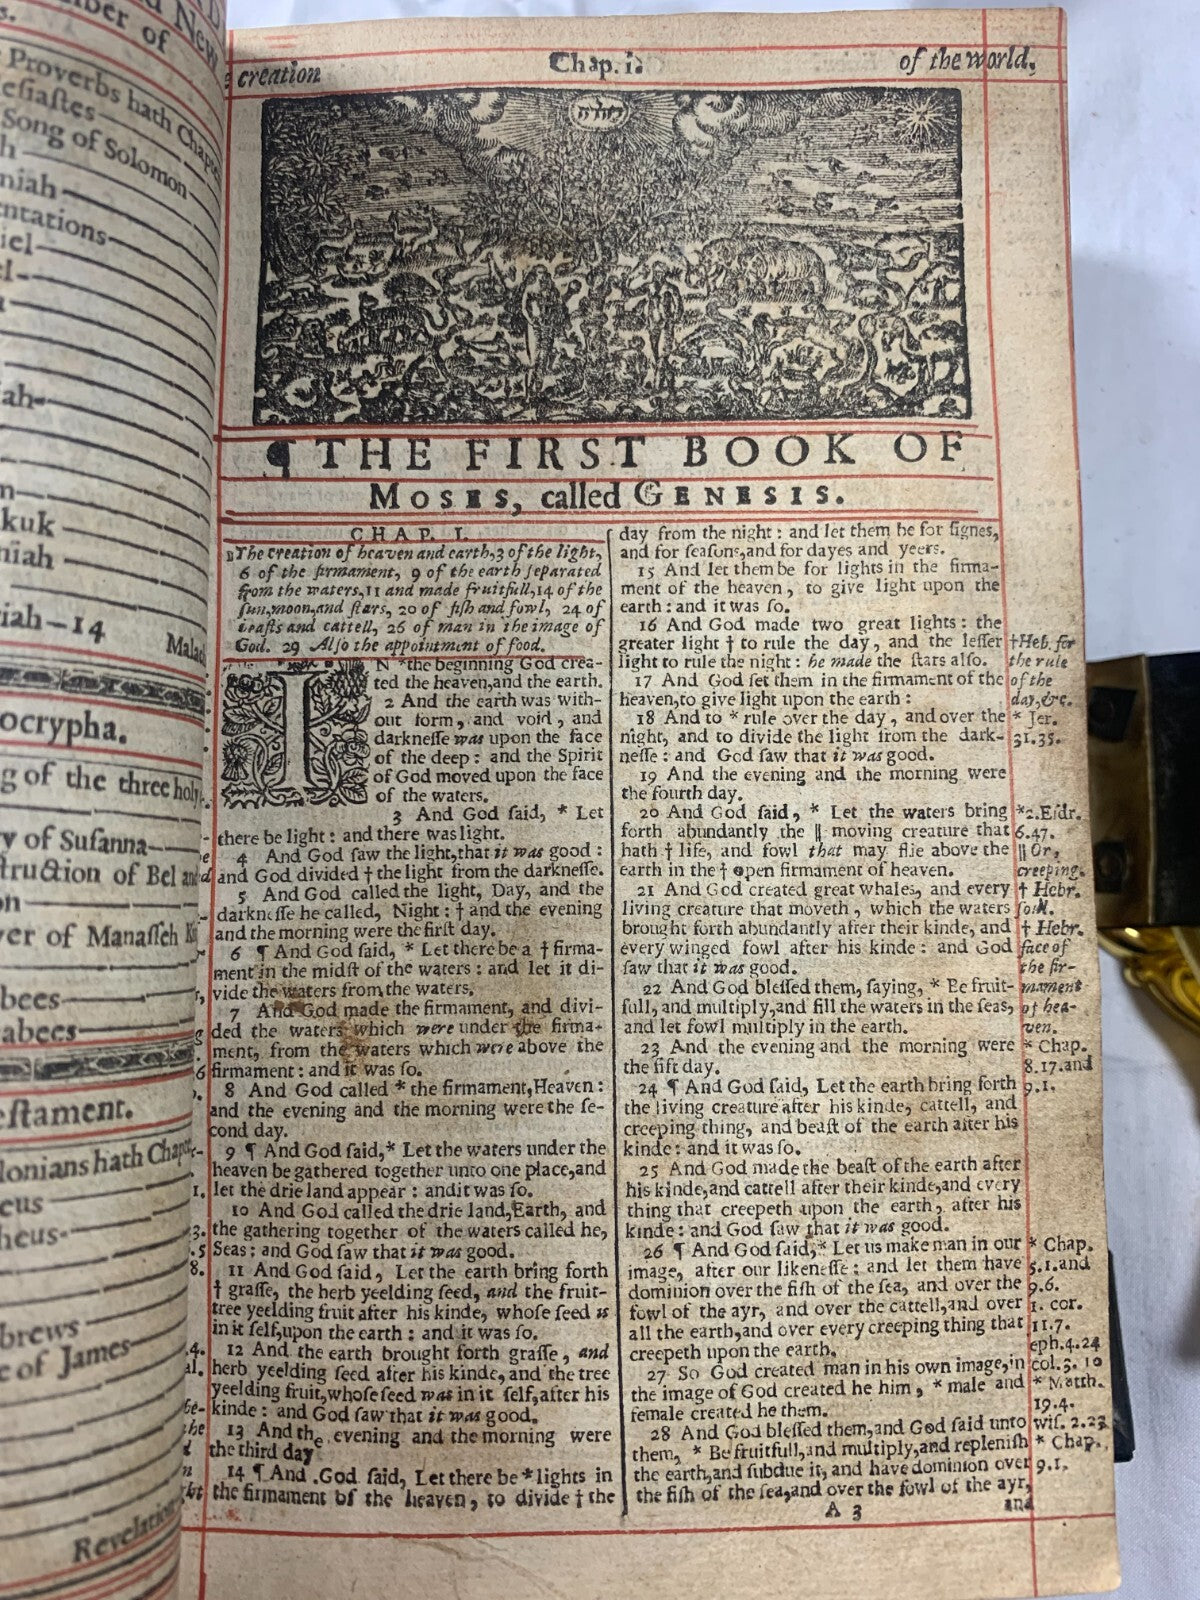 mber of
d New
Proverbs hath Chapt
esiastes
Song of Solomon
h
miah
ntations
iel
el
ah
n
kuk
niah
riah-14 Malac
ocrypha.
g of the three holy
ry of Susanna
truction of Bel and
on
yer of Manasseh Ki
bees
abees
estament.
lonians hath Chapt
eus
heus
brews
e of James
Revelation
creation Chap. i. of the world.
יהוה
¶ THE FIRST BOOK OF
MOSES, called GENESIS.
CHAP. I.
The creation of heaven and earth, 3 of the light,
6 of the firmament, 9 of the earth ſeparated
from the waters, 11 and made fruitfull, 14 of the
ſun, moon, and ſtars, 20 of fiſh and fowl, 24 of
beaſts and cattell, 26 of man in the image of
God. 29 Alſo the appointment of food.
IN *the beginning God crea-
ted the heaven, and the earth.
2 And the earth was with-
out form, and void, and
darkneſſe was upon the face
of the deep: and the Spirit
of God moved upon the face
of the waters.
3 And God ſaid, * Let
there be light: and there was light.
4 And God ſaw the light, that it was good:
and God divided † the light from the darkneſſe.
5 And God called the light, Day, and the
darkneſſe he called, Night: † and the evening
and the morning were the firſt day.
6 ¶ And God ſaid, * Let there be a † firma-
ment in the midſt of the waters: and let it di-
vide the waters from the waters.
7 And God made the firmament, and divi-
ded the waters which were under the firma-
ment, from the waters which were above the
firmament: and it was ſo.
8 And God called * the firmament, Heaven:
and the evening and the morning were the ſe-
cond day.
9 ¶ And God ſaid, * Let the waters under the
heaven be gathered together unto one place, and
let the drie land appear: and it was ſo.
10 And God called the drie land, Earth, and
the gathering together of the waters called he,
Seas: and God ſaw that it was good.
11 And God ſaid, Let the earth bring forth
† graſſe, the herb yeelding ſeed, and the fruit-
tree yeelding fruit after his kinde, whoſe ſeed is
in it ſelf, upon the earth: and it was ſo.
12 And the earth brought forth graſſe, and
herb yeelding ſeed after his kinde, and the tree
yeelding fruit, whoſe ſeed was in it ſelf, after his
kinde: and God ſaw that it was good.
13 And the evening and the morning were
the third day
14 ¶ And God ſaid, Let there be * lights in
the firmament of the heaven, to divide † the
day from the night: and let them be for ſignes,
and for ſeaſons, and for dayes and yeers.
15 And let them be for lights in the firma-
ment of the heaven, to give light upon the
earth: and it was ſo.
16 And God made two great lights: the
greater light † to rule the day, and the leſſer
light to rule the night: he made the ſtars alſo.
17 And God ſet them in the firmament of the
heaven, to give light upon the earth:
18 And to * rule over the day, and over the
night, and to divide the light from the dark-
neſſe: and God ſaw that it was good.
19 And the evening and the morning were
the fourth day.
20 And God ſaid, * Let the waters bring
forth abundantly the || moving creature that
hath † life, and fowl that may flie above the
earth in the † open firmament of heaven.
21 And God created great whales, and every
living creature that moveth, which the waters
brought forth abundantly after their kinde, and
every winged fowl after his kinde: and God
ſaw that it was good.
22 And God bleſſed them, ſaying, * Be fruit-
full, and multiply, and fill the waters in the ſeas,
and let fowl multiply in the earth.
23 And the evening and the morning were
the fift day.
24 ¶ And God ſaid, Let the earth bring forth
the living creature after his kinde, cattell, and
creeping thing, and beaſt of the earth after his
kinde: and it was ſo.
25 And God made the beaſt of the earth after
his kinde, and cattell after their kinde, and every
thing that creepeth upon the earth, after his
kinde: and God ſaw that it was good.
26 ¶ And God ſaid, * Let us make man in our
image, after our likeneſſe: and let them have
dominion over the fiſh of the ſea, and over the
fowl of the ayr, and over the cattell, and over
all the earth, and over every creeping thing that
creepeth upon the earth.
27 So God created man in his own image, in
the image of God created he him, * male and
female created he them.
28 And God bleſſed them, and God ſaid unto
them, * Be fruitfull, and multiply, and repleniſh
the earth, and ſubdue it, and have dominion over
the fiſh of the ſea, and over the fowl of the ayr,
A 3 and
†Heb. for
the rule
of the
day, &c.
* Jer.
31.35.
*2.Eſdr.
6.47.
|| Or,
creeping.
† Hebr.
ſoul.
† Hebr.
face of
the fir-
mament
of hea-
ven.
* Chap.
8.17. and
9.1.
* Chap.
5.1. and
9.6.
1. cor.
11.7.
eph.4.24
col.3.10
* Matth.
19.4.
wiſ. 2.23
* Chap.
9.1.